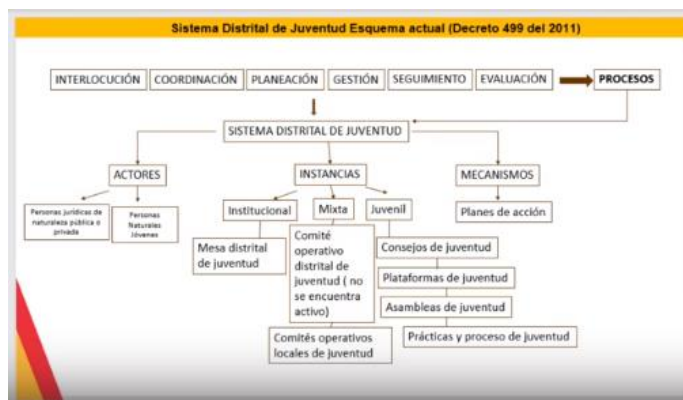 Sistema Distrital de Juventud Esquema actual (Decreto 499 del 2011)
INTERLOCUCIÓN COORDINACIÓN PLANEACIÓN GESTIÓN SEGUIMIENTO EVALUACIÓN PROCESOS
SISTEMA DISTRITAL DE JUVENTUD
ACTORES INSTANCIAS MECANISMOS
Personas jurídicas de
naturaleza pública o
privada
Personas
Naturales
Jóvenes
Institucional Mixta Juvenil
Planes de acción
Mesa distrital
de juventud
Comité
operativo
distrital de
juventud ( no
se encuentra
activo)
Comités operativos
locales de juventud
Consejos de juventud
Plataformas de juventud
Asambleas de juventud
Prácticas y proceso de juventud